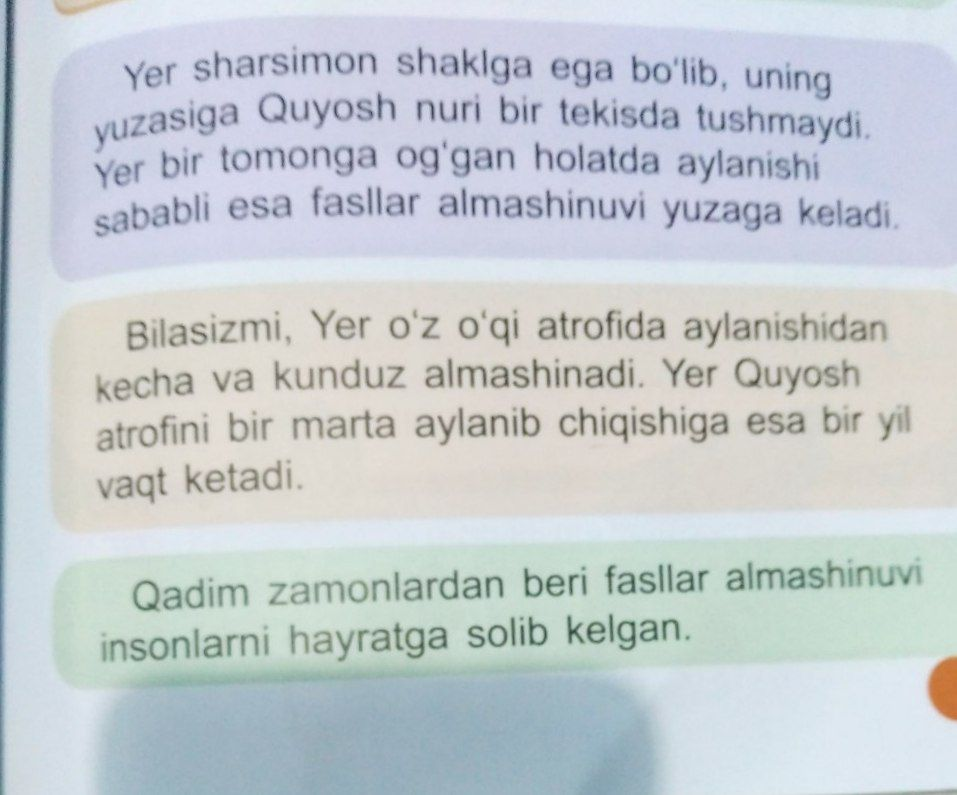 Yer sharsimon shaklga ega bo‘lib, uning
yuzasiga Quyosh nuri bir tekisda tushmaydi.
Yer bir tomonga og‘gan holatda aylanishi
sababli esa fasllar almashinuvi yuzaga keladi.
Bilasizmi, Yer o‘z o‘qi atrofida aylanishidan
kecha va kunduz almashinadi. Yer Quyosh
atrofini bir marta aylanib chiqishiga esa bir yil
vaqt ketadi.
Qadim zamonlardan beri fasllar almashinuvi
insonlarni hayratga solib kelgan.